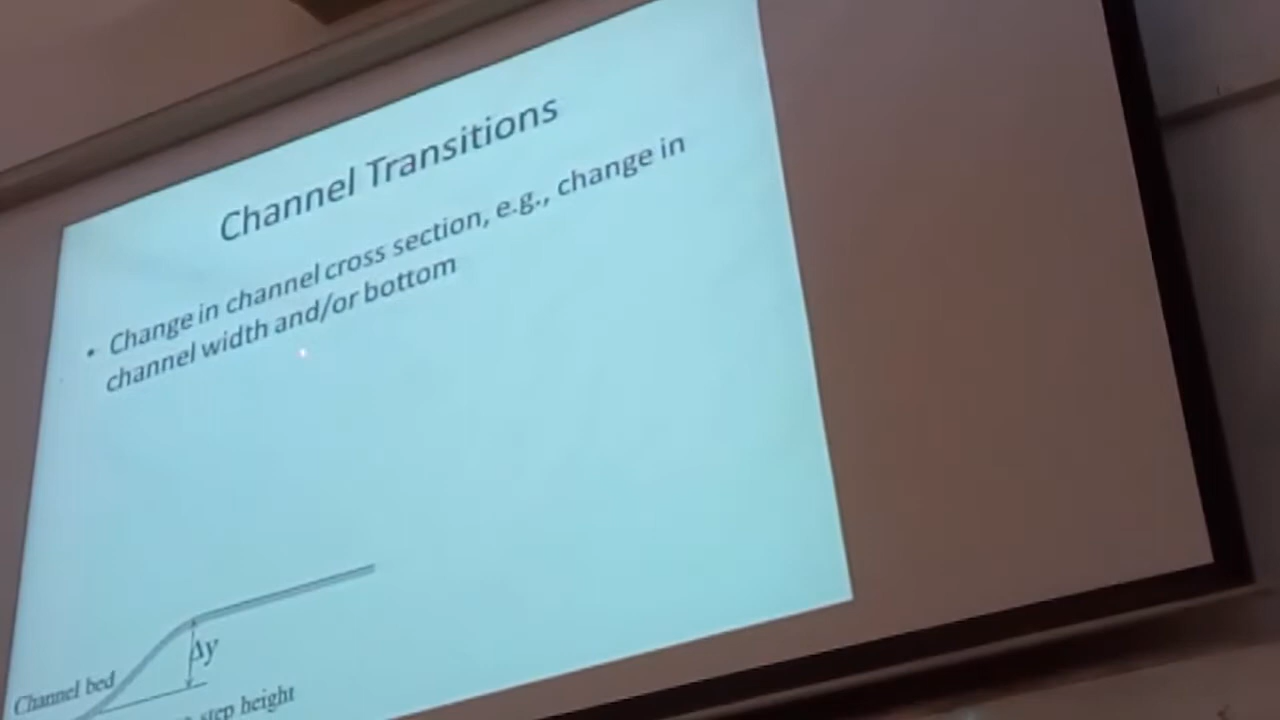 Channel Transitions
• Change in channel cross section, e.g., change in
channel width and/or bottom
Δy
Channel bed
step height